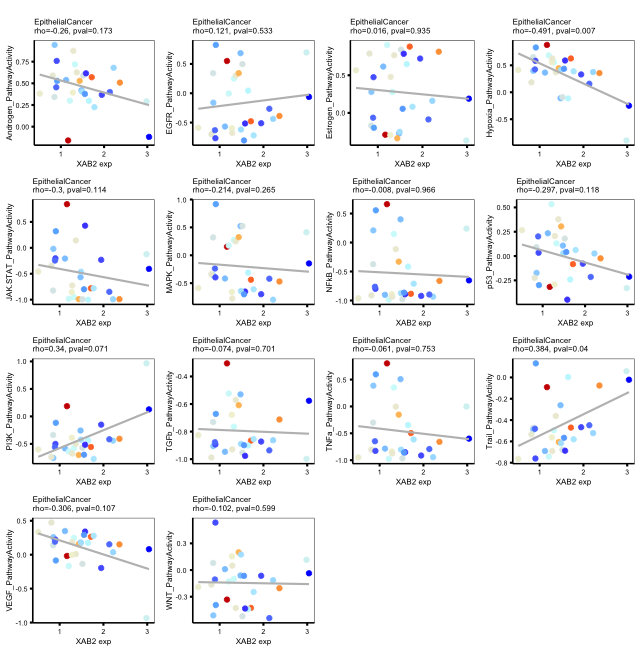 EpithelialCancer
rho=-0.26, pval=0.173
Androgen_PathwayActivity
0.75
0.50
0.25
0.00
1
2
3
XAB2 exp
EpithelialCancer
rho=0.121, pval=0.533
EGFR_PathwayActivity
0.5
0.0
-0.5
1
2
3
XAB2 exp
EpithelialCancer
rho=0.016, pval=0.935
Estrogen_PathwayActivity
0.5
0.0
1
2
3
XAB2 exp
EpithelialCancer
rho=-0.491, pval=0.007
Hypoxia_PathwayActivity
0.5
0.0
-0.5
1
2
3
XAB2 exp
EpithelialCancer
rho=-0.3, pval=0.114
JAK-STAT_PathwayActivity
0.5
0.0
-0.5
-1.0
1
2
3
XAB2 exp
EpithelialCancer
rho=-0.214, pval=0.265
MAPK_PathwayActivity
1.0
0.5
0.0
-0.5
-1.0
1
2
3
XAB2 exp
EpithelialCancer
rho=-0.008, pval=0.966
NFkB_PathwayActivity
0.5
0.0
-0.5
-1.0
1
2
3
XAB2 exp
EpithelialCancer
rho=-0.297, pval=0.118
p53_PathwayActivity
0.50
0.25
0.00
-0.25
1
2
3
XAB2 exp
EpithelialCancer
rho=0.34, pval=0.071
PI3K_PathwayActivity
1.0
0.5
0.0
-0.5
1
2
3
XAB2 exp
EpithelialCancer
rho=-0.074, pval=0.701
TGFb_PathwayActivity
-0.4
-0.6
-0.8
-1.0
1
2
3
XAB2 exp
EpithelialCancer
rho=-0.061, pval=0.753
TNFa_PathwayActivity
0.5
0.0
-0.5
-1.0
1
2
3
XAB2 exp
EpithelialCancer
rho=0.384, pval=0.04
Trail_PathwayActivity
0.0
-0.2
-0.4
-0.6
-0.8
1
2
3
XAB2 exp
EpithelialCancer
rho=-0.306, pval=0.107
VEGF_PathwayActivity
0.5
0.0
-0.5
-1.0
1
2
3
XAB2 exp
EpithelialCancer
rho=-0.102, pval=0.599
WNT_PathwayActivity
0.3
0.0
-0.3
1
2
3
XAB2 exp